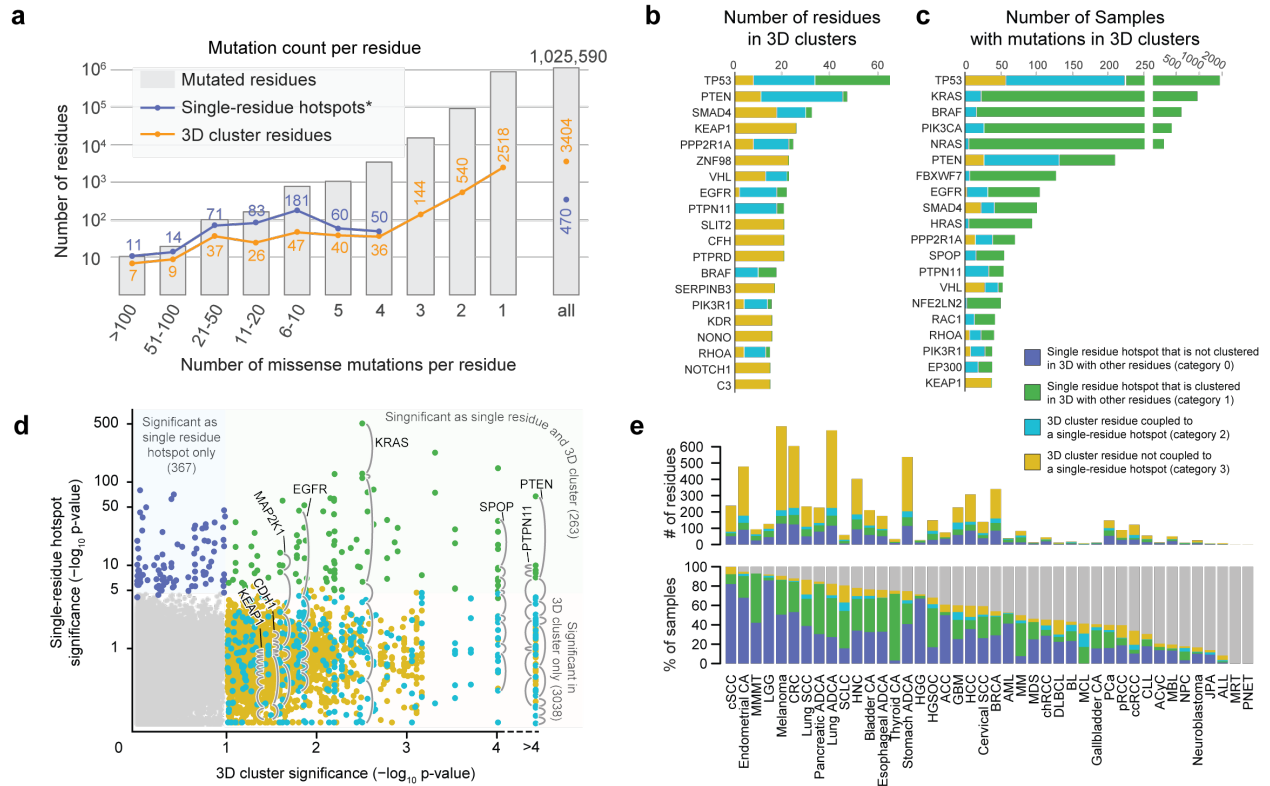 a
Mutation count per residue
1,025,590
Mutated residues
Single-residue hotspots*
3D cluster residues
Number of residues
10⁶
10⁵
10⁴
10³
10²
10
11
14
71
83
181
60
50
7
9
37
26
47
40
36
144
540
2518
3404
470
>100
51-100
21-50
11-20
6-10
5
4
3
2
1
all
Number of missense mutations per residue
b
Number of residues
in 3D clusters
0
20
40
60
TP53
PTEN
SMAD4
KEAP1
PPP2R1A
ZNF98
VHL
EGFR
PTPN11
SLIT2
CFH
PTPRD
BRAF
SERPINB3
PIK3R1
KDR
NONO
RHOA
NOTCH1
C3
c
Number of Samples
with mutations in 3D clusters
0
50
100
150
200
250
500
1000
2000
TP53
KRAS
BRAF
PIK3CA
NRAS
PTEN
FBXWF7
EGFR
SMAD4
HRAS
PPP2R1A
SPOP
PTPN11
VHL
NFE2LN2
RAC1
RHOA
PIK3R1
EP300
KEAP1
Single residue hotspot that is not clustered
in 3D with other residues (category 0)
Single residue hotspot that is clustered
in 3D with other residues (category 1)
3D cluster residue coupled to
a single-residue hotspot (category 2)
3D cluster residue not coupled to
a single-residue hotspot (category 3)
d
Significant as
single residue
hotspot only
(367)
Singnificant as single residue and 3D cluster (263)
Significant in
3D cluster only (3038)
KRAS
EGFR
MAP2K1
CDH1
KEAP1
SPOP
PTEN
PTPN11
Single-residue hotspot
significance (−log₁₀ p-value)
500
100
50
10
5
1
0
1
2
3
4
>4
3D cluster significance (−log₁₀ p-value)
e
# of residues
600
500
400
300
200
100
0
% of samples
100
80
60
40
20
0
cSCC
Endometrial CA
MMMT
LGG
Melanoma
CRC
Lung SCC
Pancreatic ADCA
Lung ADCA
SCLC
HNC
Bladder CA
Esophageal ADCA
Thyroid CA
Stomach ADCA
HGG
HGSOC
ACC
GBM
HCC
Cervical SCC
BRCA
AML
MM
MDS
chRCC
DLBCL
BL
MCL
Gallbladder CA
PCa
pRCC
ccRCC
CLL
ACyC
MBL
NPC
Neuroblastoma
JPA
ALL
MRT
PNET